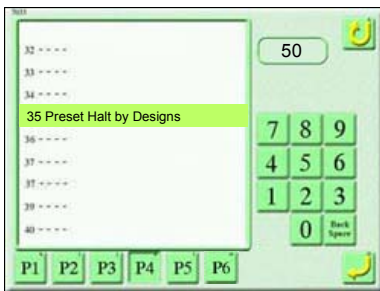 32 - - - -
50
33 - - - -
34 - - - -
35 Preset Halt by Designs
36 - - - -
37 - - - -
37 - - - -
39 - - - -
40 - - - -
7 8 9
4 5 6
1 2 3
0 Back Space
P1 P2 P3 P4 P5 P6